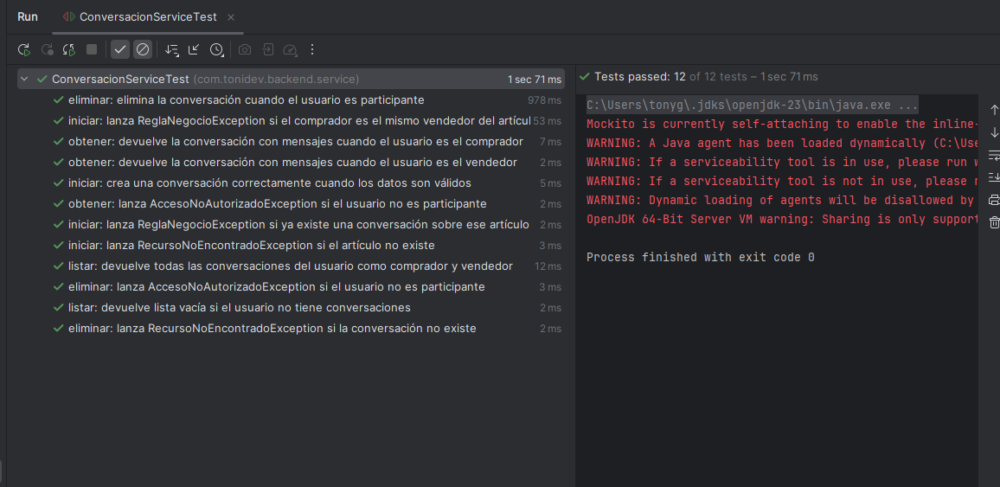 Run
ConversacionServiceTest
ConversacionServiceTest (com.tonidev.backend.service) 1 sec 71 ms
eliminar: elimina la conversación cuando el usuario es participante 978 ms
iniciar: lanza ReglaNegocioException si el comprador es el mismo vendedor del artícul 53 ms
obtener: devuelve la conversación con mensajes cuando el usuario es el comprador 7 ms
obtener: devuelve la conversación con mensajes cuando el usuario es el vendedor 2 ms
iniciar: crea una conversación correctamente cuando los datos son válidos 5 ms
obtener: lanza AccesoNoAutorizadoException si el usuario no es participante 2 ms
iniciar: lanza ReglaNegocioException si ya existe una conversación sobre ese artículo 2 ms
iniciar: lanza RecursoNoEncontradoException si el artículo no existe 3 ms
listar: devuelve todas las conversaciones del usuario como comprador y vendedor 12 ms
eliminar: lanza AccesoNoAutorizadoException si el usuario no es participante 3 ms
listar: devuelve lista vacía si el usuario no tiene conversaciones 2 ms
eliminar: lanza RecursoNoEncontradoException si la conversación no existe 2 ms
Tests passed: 12 of 12 tests – 1 sec 71 ms
C:\Users\tonyg\.jdks\openjdk-23\bin\java.exe ...
Mockito is currently self-attaching to enable the inline-
WARNING: A Java agent has been loaded dynamically (C:\Use
WARNING: If a serviceability tool is in use, please run w
WARNING: If a serviceability tool is not in use, please r
WARNING: Dynamic loading of agents will be disallowed by
OpenJDK 64-Bit Server VM warning: Sharing is only support
Process finished with exit code 0